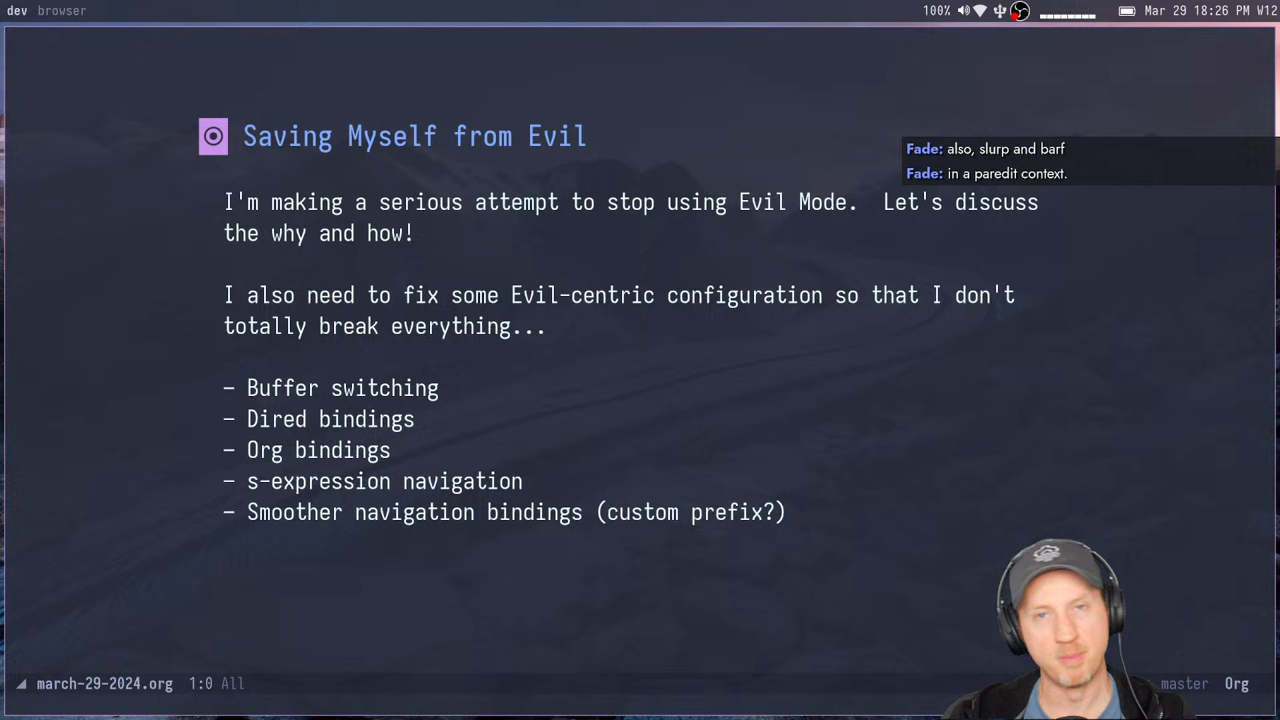 dev browser
100% Mar 29 18:26 PM W12
Saving Myself from Evil
Fade: also, slurp and barf
Fade: in a paredit context.
I'm making a serious attempt to stop using Evil Mode. Let's discuss
the why and how!
I also need to fix some Evil-centric configuration so that I don't
totally break everything...
- Buffer switching
- Dired bindings
- Org bindings
- s-expression navigation
- Smoother navigation bindings (custom prefix?)
march-29-2024.org 1:0 All
master Org